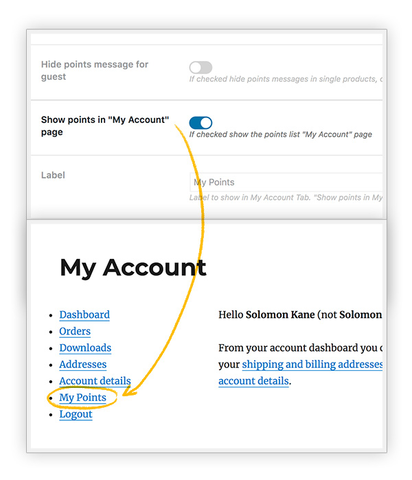 Hide points message for
guest
If checked hide points messages in single products,
Show points in "My Account"
page
If checked show the points list "My Account" page
Label
My Points
Label to show in My Account Tab. "Show points in My
My Account
Dashboard
Orders
Downloads
Addresses
Account details
My Points
Logout
Hello Solomon Kane (not Solomon
From your account dashboard you
your shipping and billing addresses
account details.